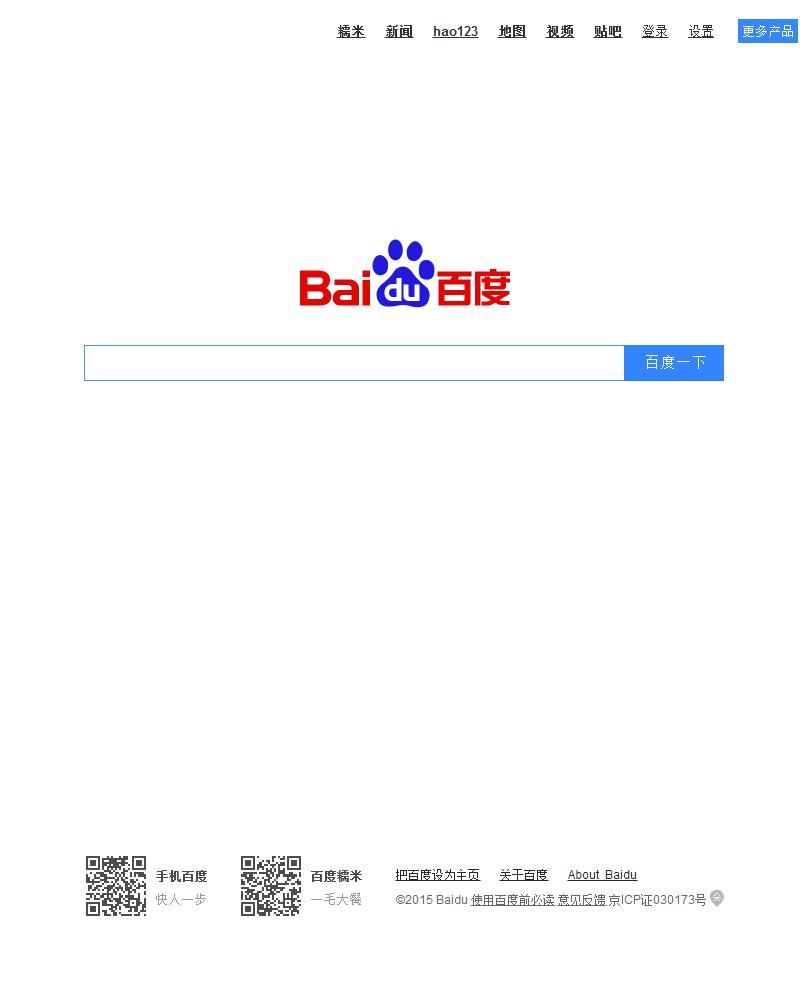 糯米 新闻 hao123 地图 视频 贴吧 登录 设置 更多产品
Bai du 百度
百度一下
手机百度
快人一步
百度糯米
一毛大餐
把百度设为主页 关于百度 About Baidu
©2015 Baidu 使用百度前必读 意见反馈 京ICP证030173号